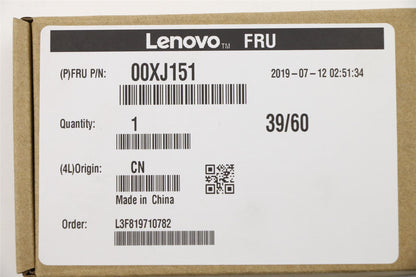 Lenovo™ FRU
(P)FRU P/N: 00XJ151 2019-07-12 02:51:34
Quantity: 1 39/60
(4L)Origin: CN
Made in China
Order: L3F819710782